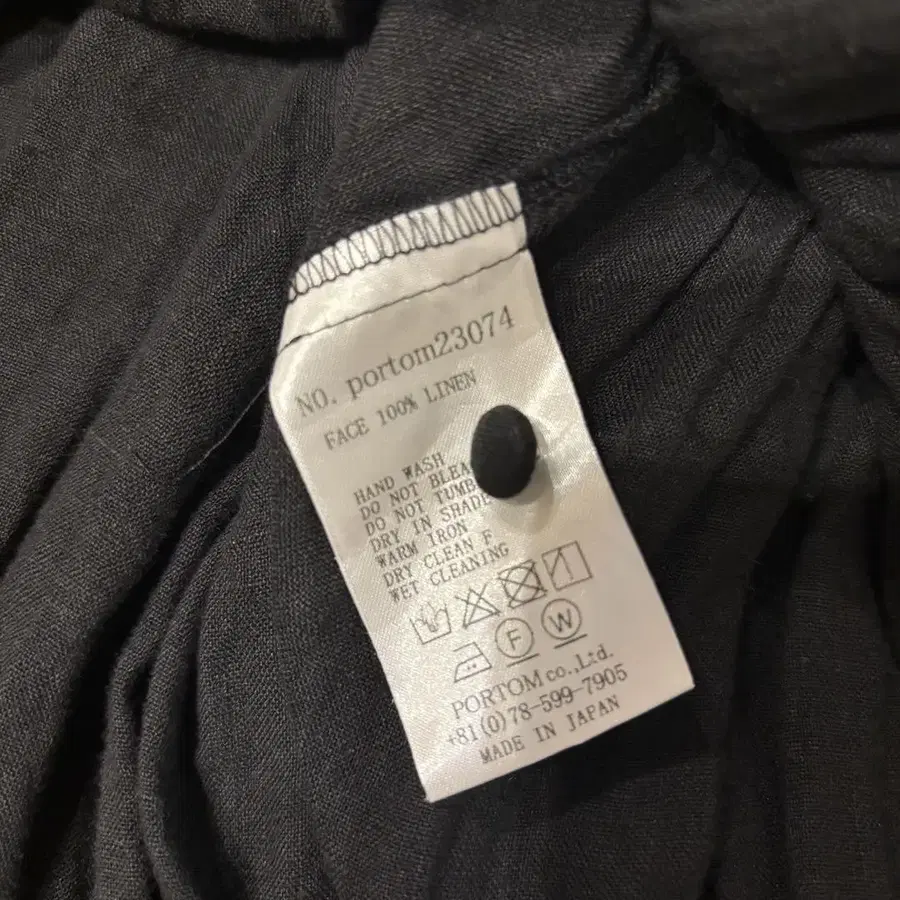 NO. portom23074
FACE 100% LINEN
HAND WASH
DO NOT BLEA
DO NOT TUMB
DRY IN SHADE
WARM IRON
DRY CLEAN F
WET CLEANING
F
W
PORTOM co.,Ltd.
+81(0)78-599-7905
MADE IN JAPAN